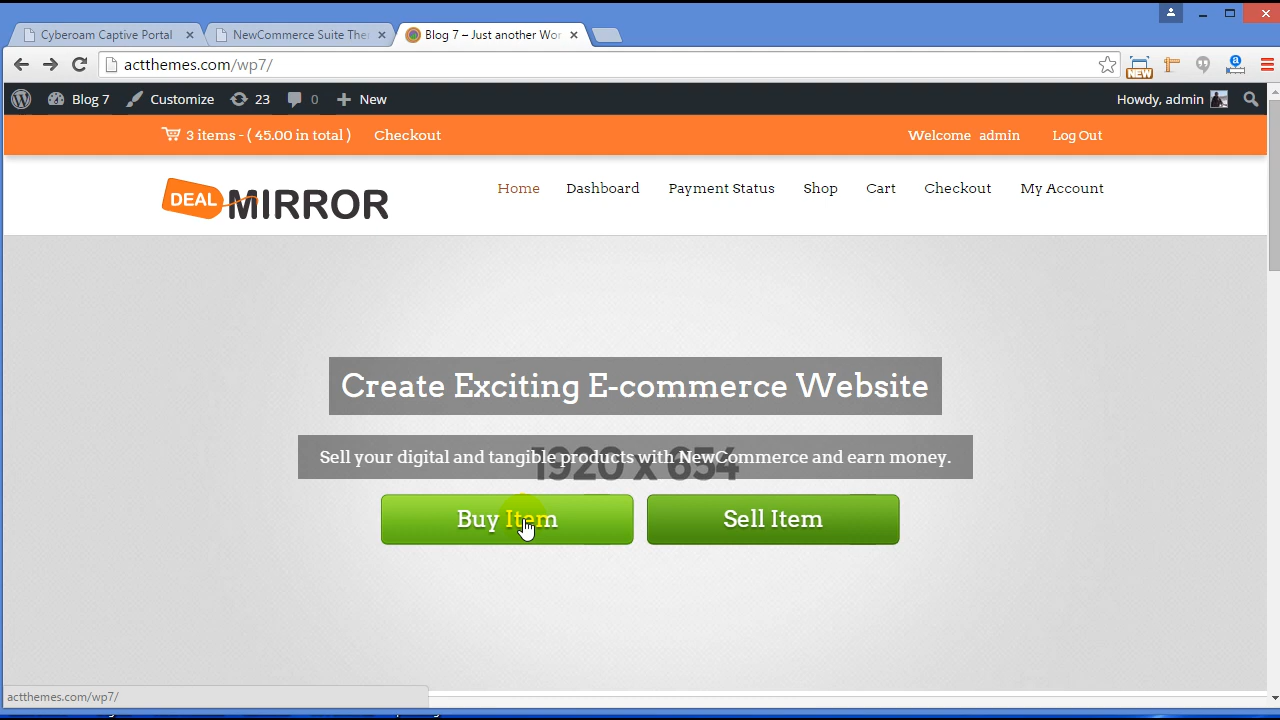 Cyberoam Captive Portal
NewCommerce Suite The
Blog 7 – Just another Wor
actthemes.com/wp7/
NEW
a
Blog 7
Customize
23
0
New
Howdy, admin
3 items - ( 45.00 in total )
Checkout
Welcome admin
Log Out
DEAL MIRROR
Home
Dashboard
Payment Status
Shop
Cart
Checkout
My Account
Create Exciting E-commerce Website
Sell your digital and tangible products with NewCommerce and earn money.
1920 x 654
Buy Item
Sell Item
actthemes.com/wp7/